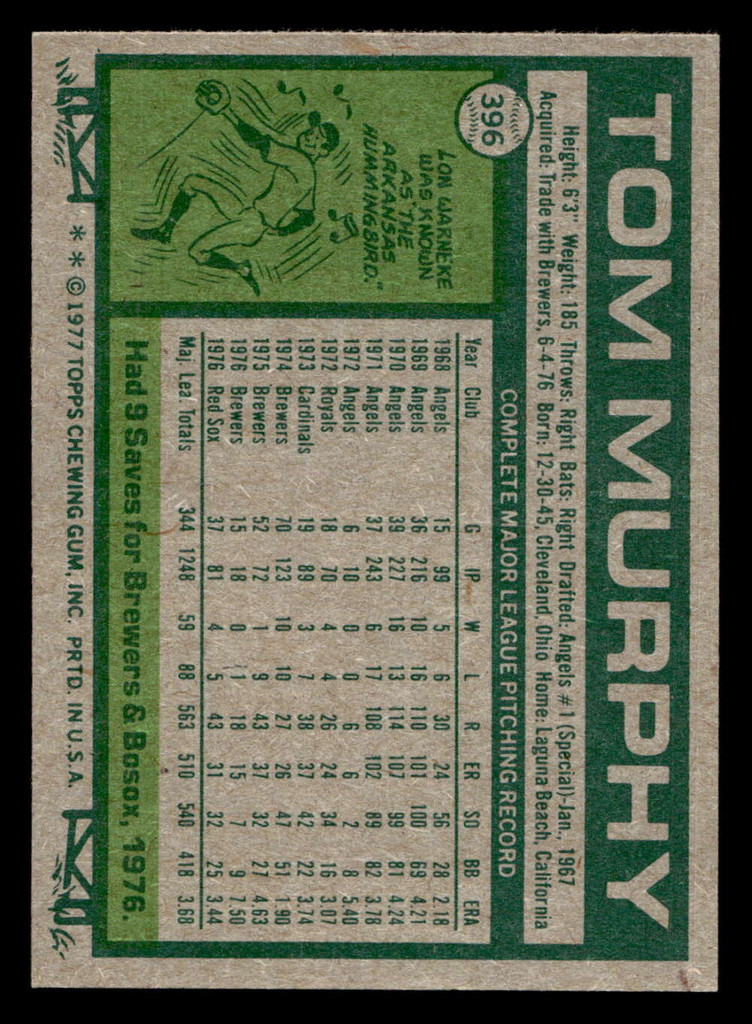 TOM MURPHY
396
Height: 6'3" Weight: 185 Throws: Right Bats: Right Drafted: Angels #1 (Special)-Jan., 1967
Acquired: Trade with Brewers, 6-4-76 Born: 12-30-45, Cleveland, Ohio Home: Laguna Beach, California
LON WARNEKE
WAS KNOWN
AS "THE
ARKANSAS
HUMMINGBIRD."
COMPLETE MAJOR LEAGUE PITCHING RECORD
Year Club G IP W L R ER SO BB ERA
1968 Angels 15 99 5 6 30 24 56 28 2.18
1969 Angels 36 216 10 16 110 101 100 69 4.21
1970 Angels 39 227 16 13 114 107 99 81 4.24
1971 Angels 37 243 6 17 108 102 89 82 3.78
1972 Angels 6 10 0 0 6 6 2 8 5.40
1972 Royals 18 70 4 4 26 24 34 16 3.07
1973 Cardinals 19 89 3 7 38 37 42 22 3.74
1974 Brewers 70 123 10 10 27 26 47 51 1.90
1975 Brewers 52 72 1 9 43 37 32 27 4.63
1976 Brewers 15 18 0 1 18 15 7 9 7.50
1976 Red Sox 37 81 4 5 43 31 32 25 3.44
Maj. Lea. Totals 344 1248 59 88 563 510 540 418 3.68
Had 9 Saves for Brewers & Bosox, 1976.
* * © 1977 TOPPS CHEWING GUM, INC. PRTD. IN U.S.A.